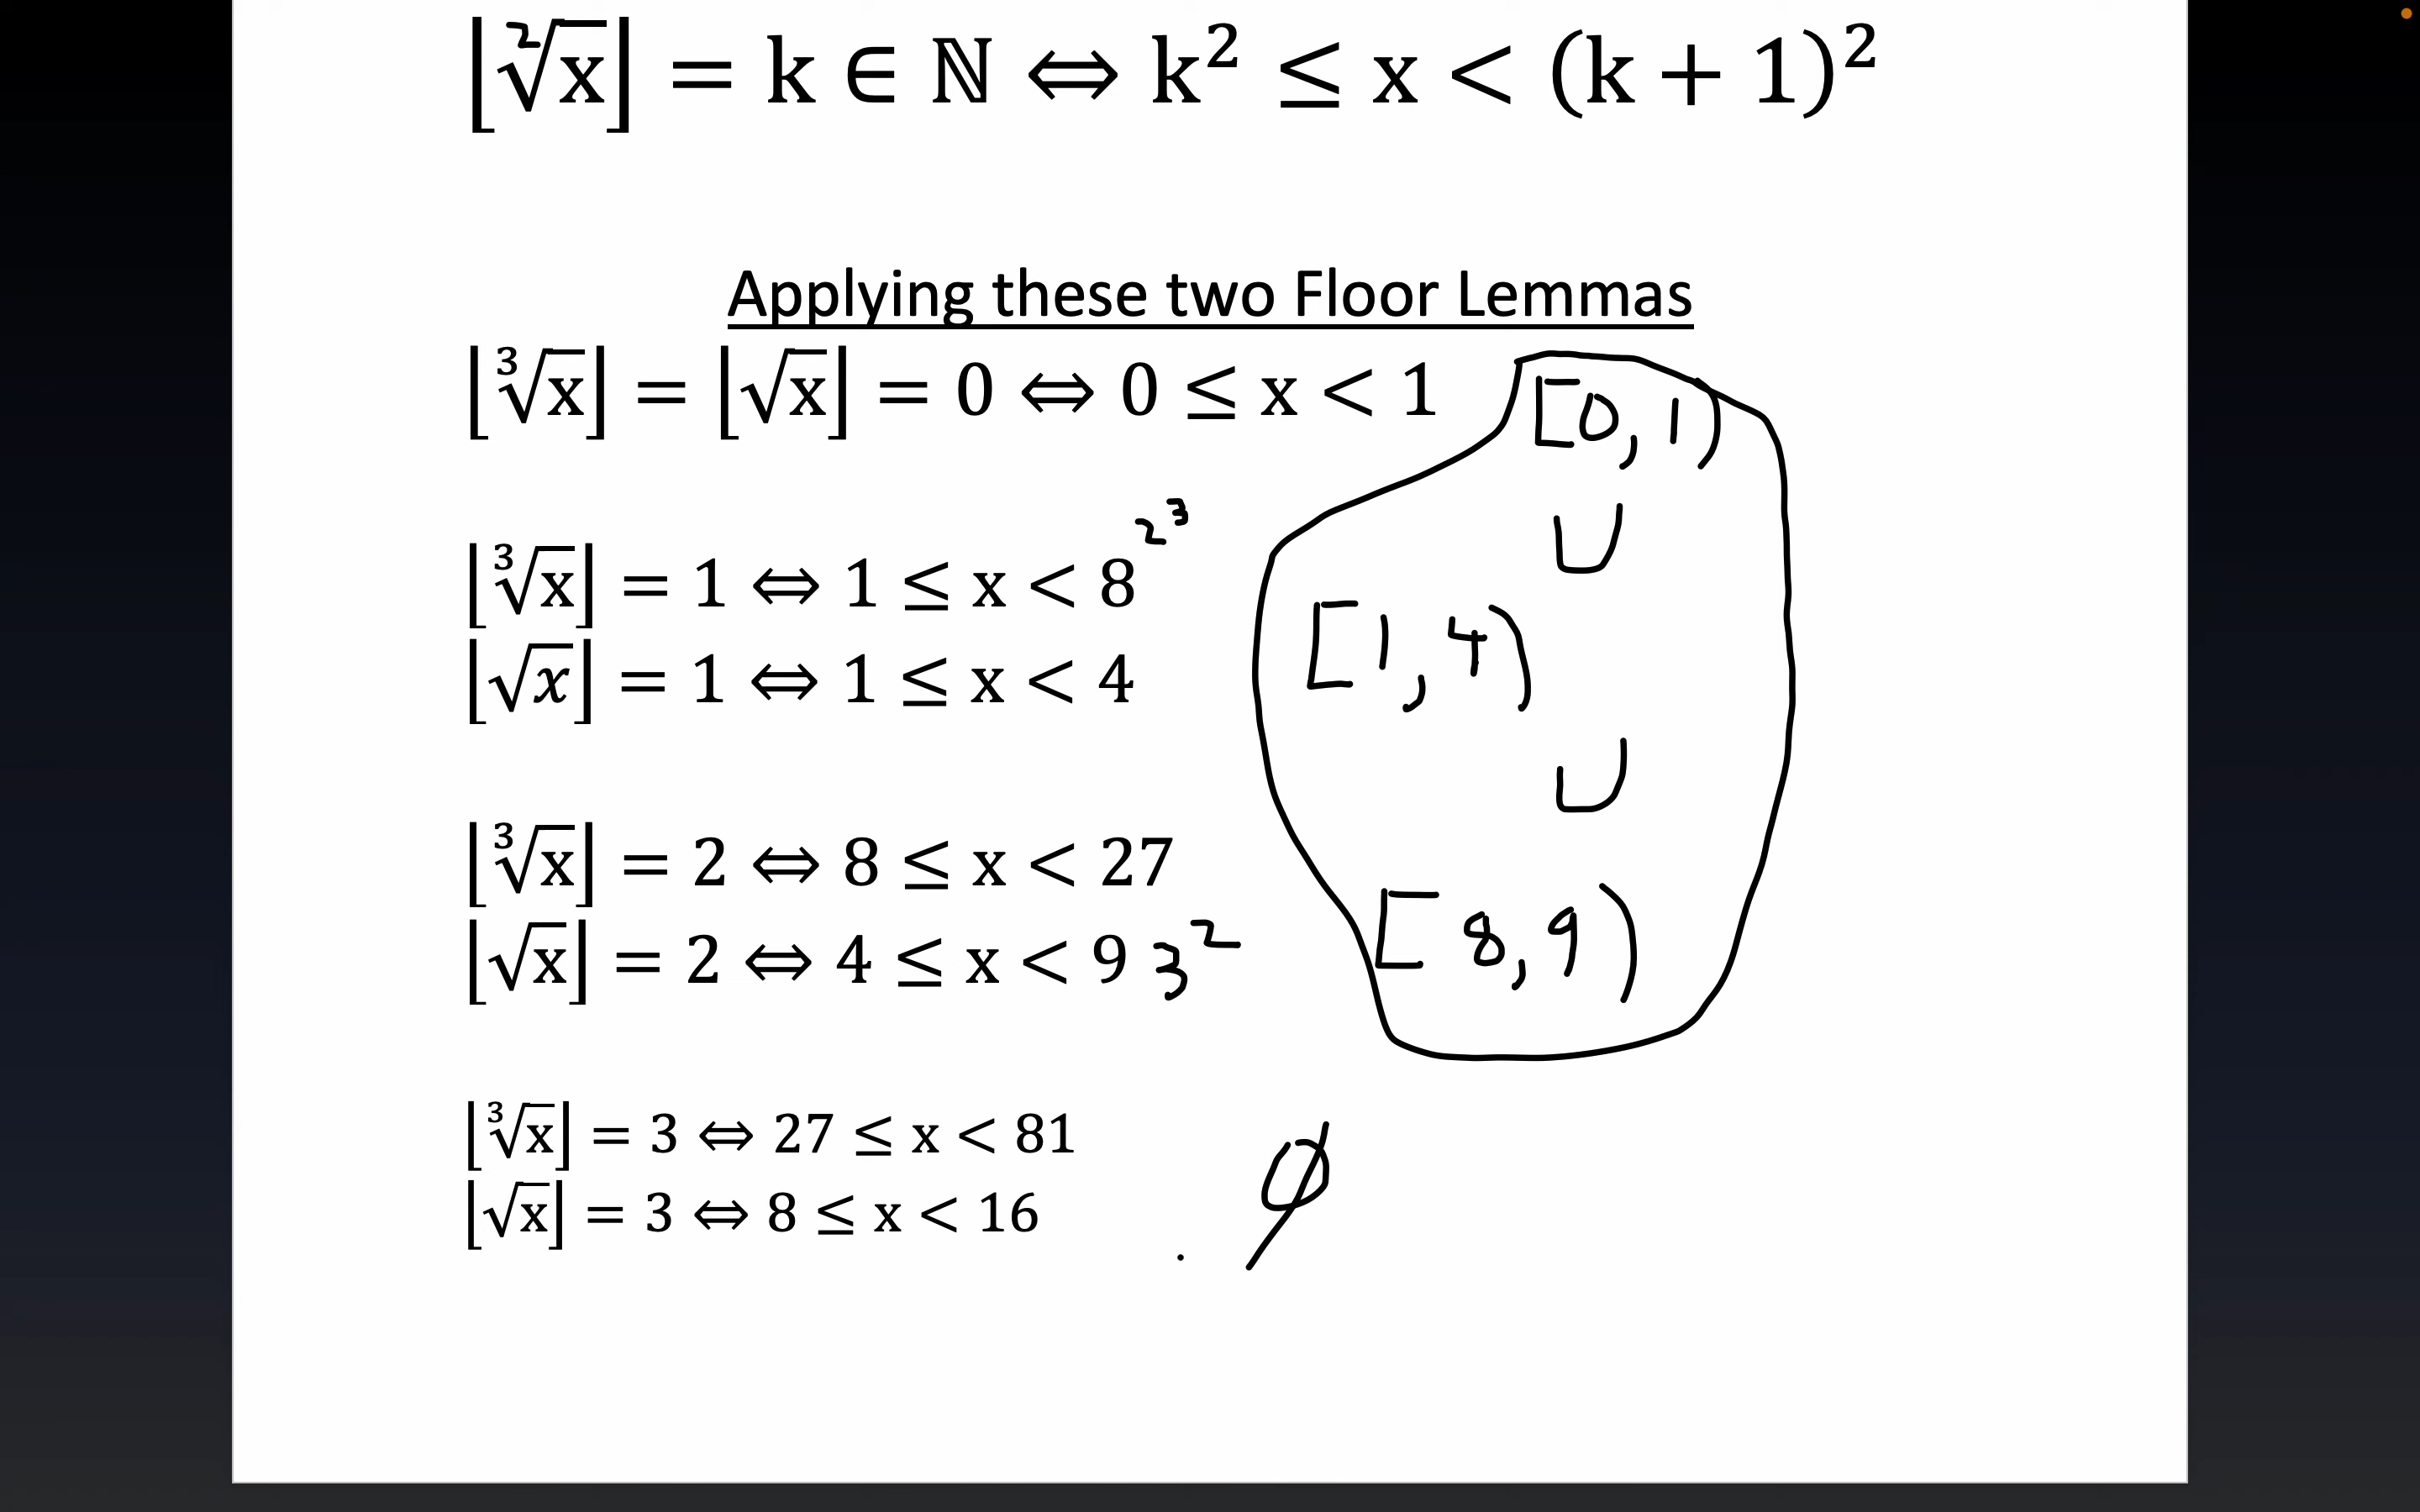 ⌊²√x⌋ = k ∈ ℕ ⇔ k² ≤ x < (k + 1)²
Applying these two Floor Lemmas
⌊³√x⌋ = ⌊√x⌋ = 0 ⇔ 0 ≤ x < 1 [0, 1)
∪
⌊³√x⌋ = 1 ⇔ 1 ≤ x < 8 2³
⌊√x⌋ = 1 ⇔ 1 ≤ x < 4 [1, 4)
∪
⌊³√x⌋ = 2 ⇔ 8 ≤ x < 27
⌊√x⌋ = 2 ⇔ 4 ≤ x < 9 3² [8, 9)
⌊³√x⌋ = 3 ⇔ 27 ≤ x < 81
⌊√x⌋ = 3 ⇔ 8 ≤ x < 16 ∅